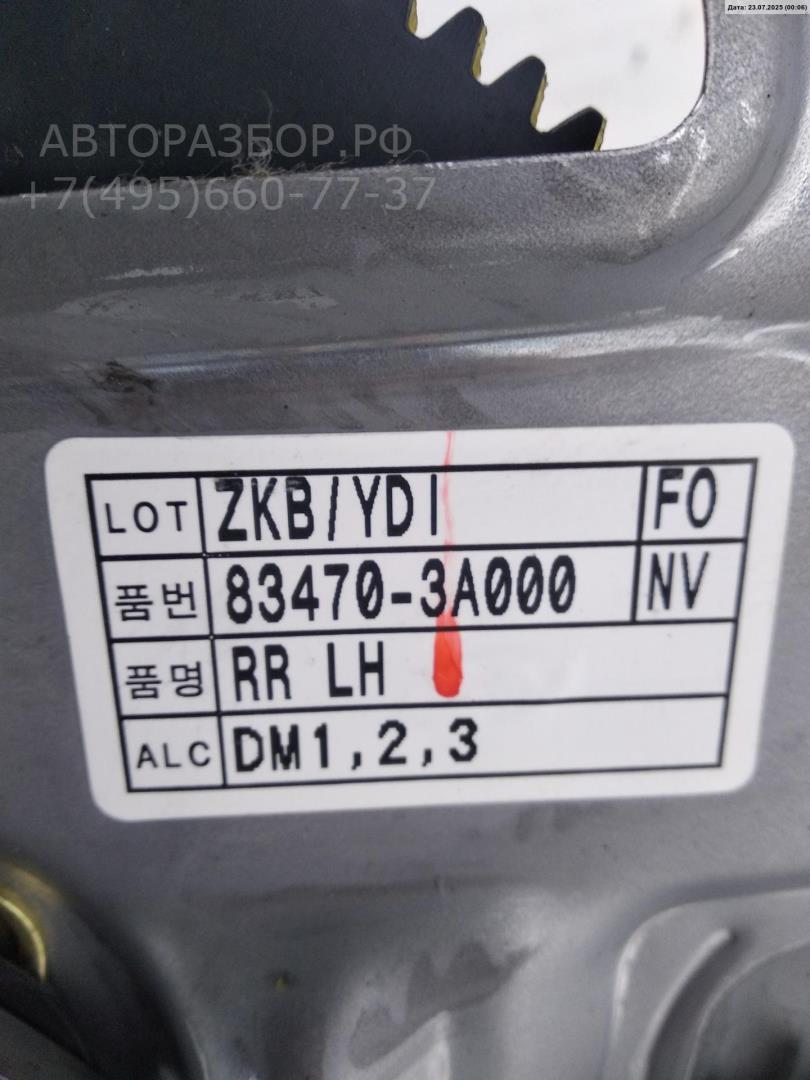 Дата: 23.07.2025 (00:06)
АВТОРАЗБОР.РФ
+7(495)660-77-37
LOT ZKB/YDI FO
품번 83470-3A000 NV
품명 RR LH
ALC DM1,2,3